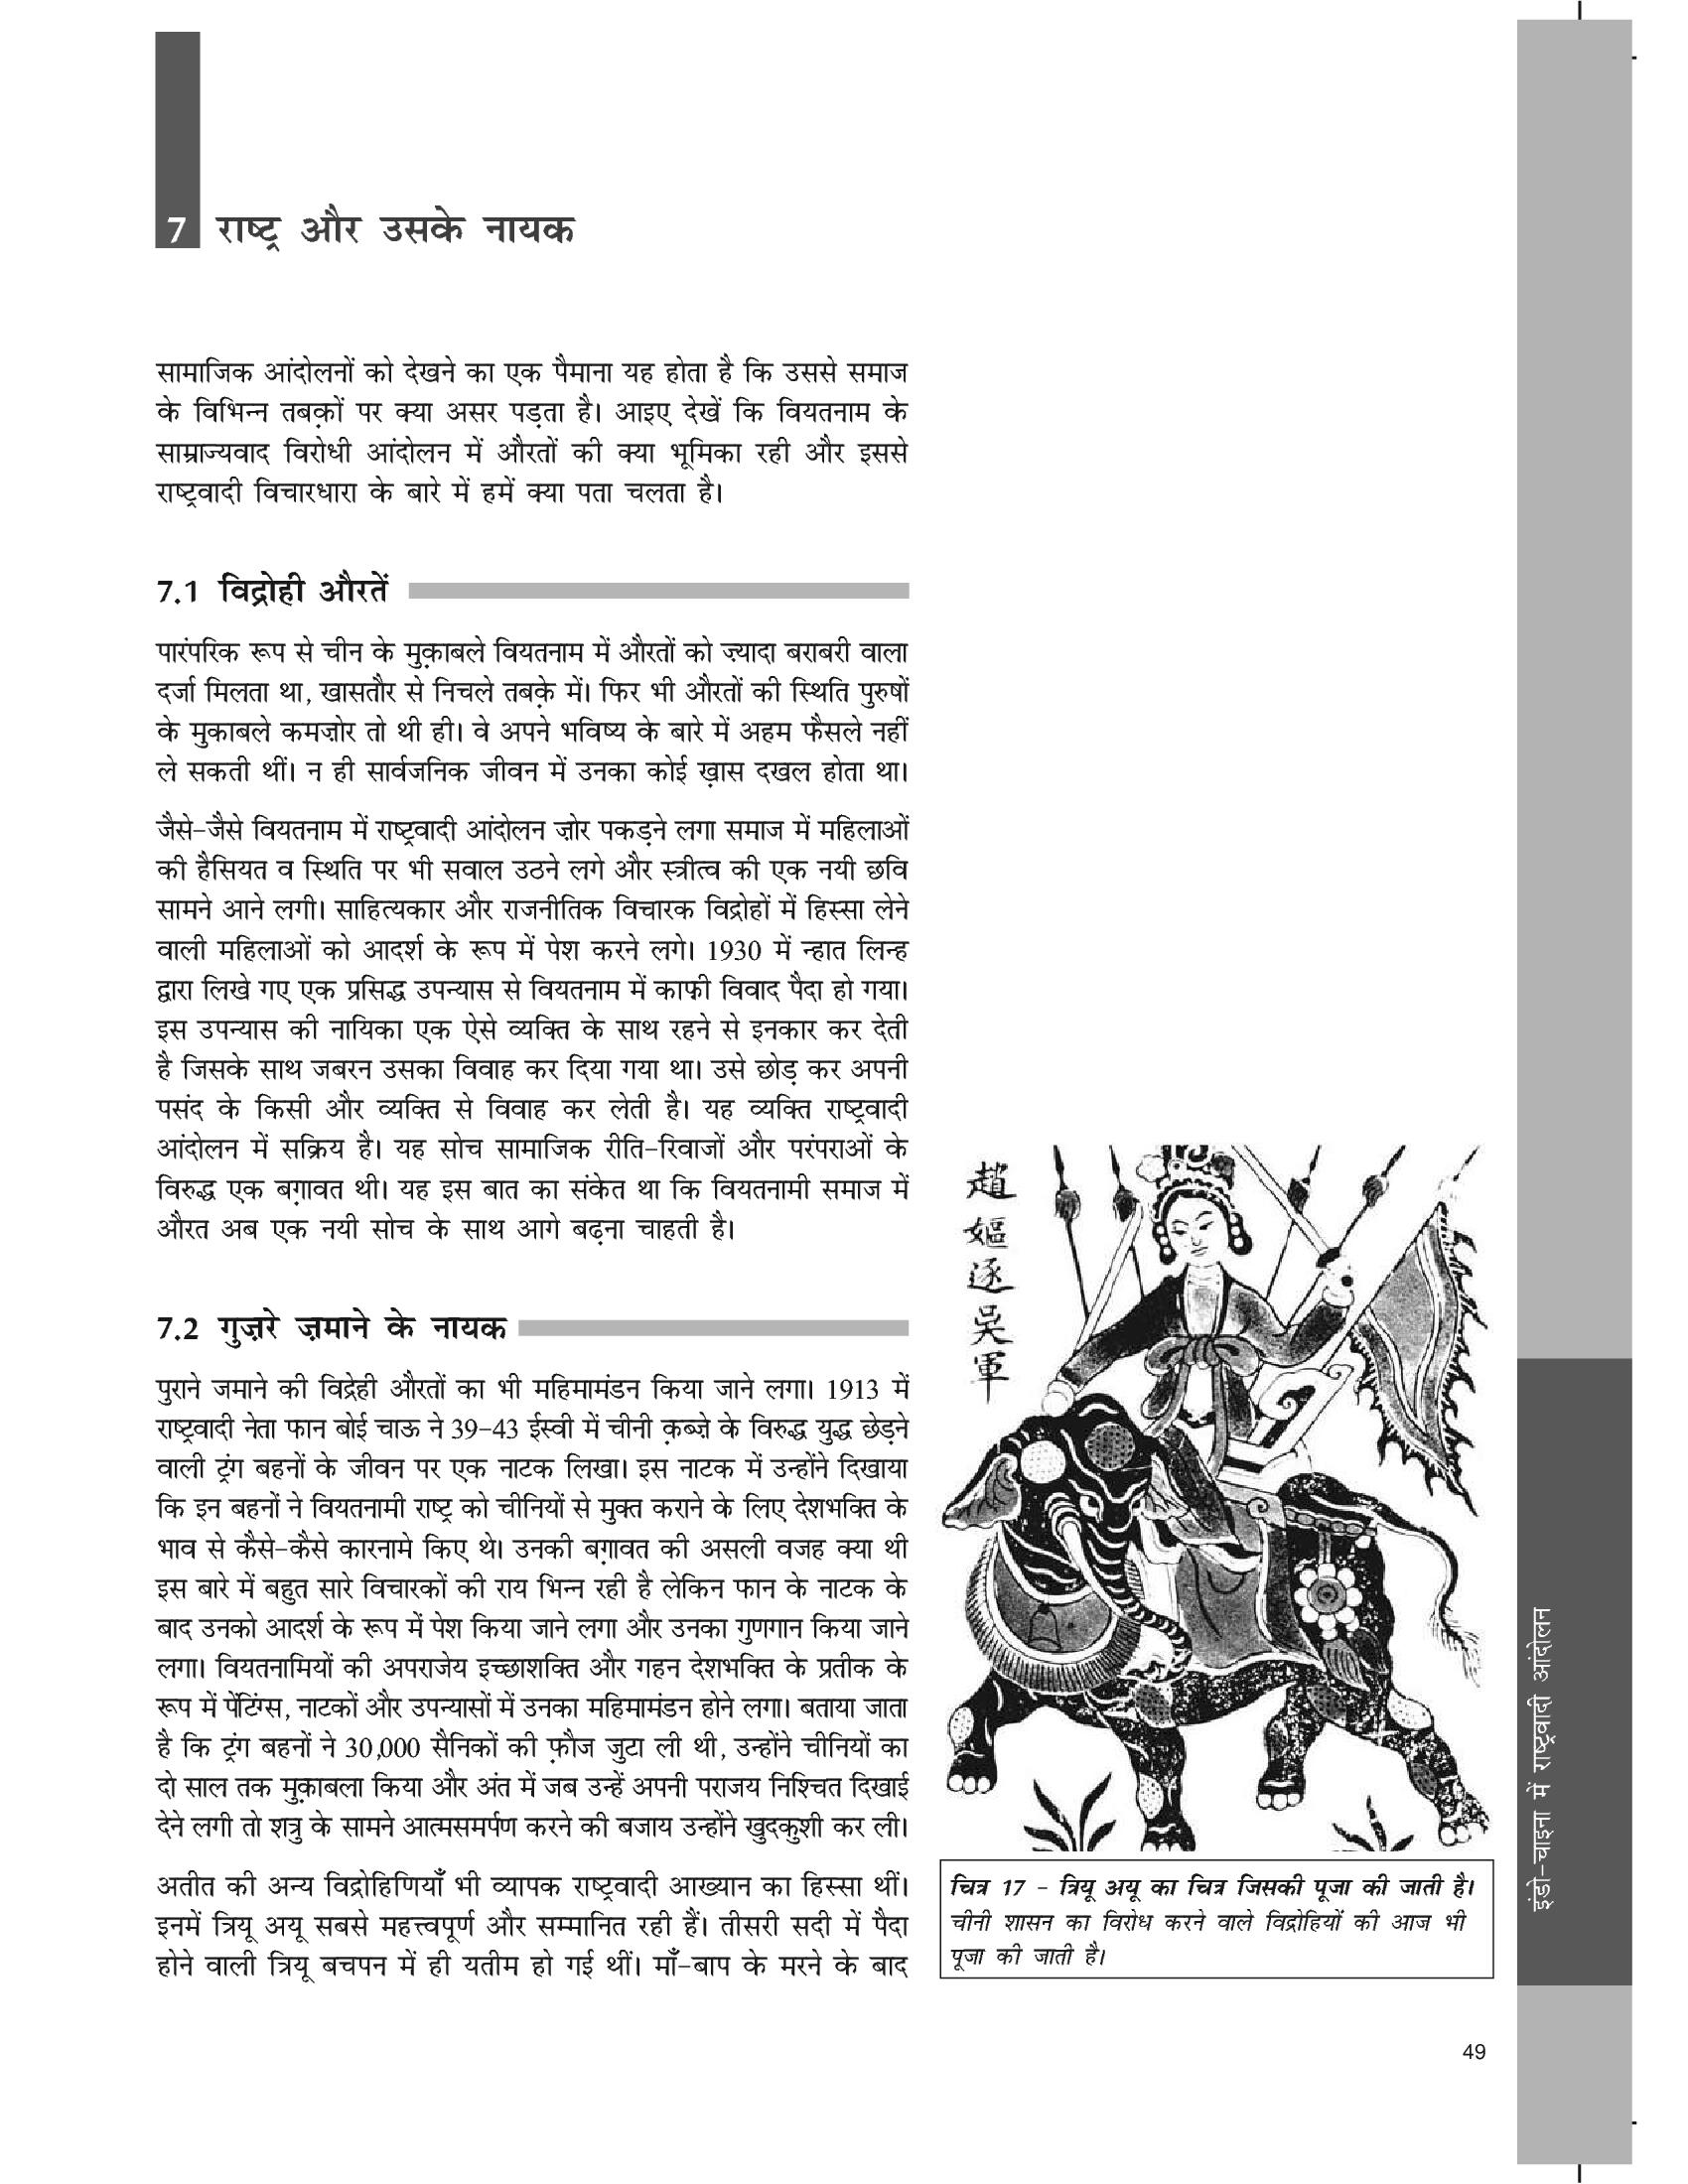 7 राष्ट्र और उसके नायक
सामाजिक आंदोलनों को देखने का एक पैमाना यह होता है कि उससे समाज
के विभिन्न तबक़ों पर क्या असर पड़ता है। आइए देखें कि वियतनाम के
साम्राज्यवाद विरोधी आंदोलन में औरतों की क्या भूमिका रही और इससे
राष्ट्रवादी विचारधारा के बारे में हमें क्या पता चलता है।
7.1 विद्रोही औरतें
पारंपरिक रूप से चीन के मुक़ाबले वियतनाम में औरतों को ज़्यादा बराबरी वाला
दर्जा मिलता था, खासतौर से निचले तबक़े में। फिर भी औरतों की स्थिति पुरुषों
के मुकाबले कमज़ोर तो थी ही। वे अपने भविष्य के बारे में अहम फ़ैसले नहीं
ले सकती थीं। न ही सार्वजनिक जीवन में उनका कोई ख़ास दखल होता था।
जैसे-जैसे वियतनाम में राष्ट्रवादी आंदोलन ज़ोर पकड़ने लगा समाज में महिलाओं
की हैसियत व स्थिति पर भी सवाल उठने लगे और स्त्रीत्व की एक नयी छवि
सामने आने लगी। साहित्यकार और राजनीतिक विचारक विद्रोहों में हिस्सा लेने
वाली महिलाओं को आदर्श के रूप में पेश करने लगे। 1930 में न्हात लिन्ह
द्वारा लिखे गए एक प्रसिद्ध उपन्यास से वियतनाम में काफ़ी विवाद पैदा हो गया।
इस उपन्यास की नायिका एक ऐसे व्यक्ति के साथ रहने से इनकार कर देती
है जिसके साथ जबरन उसका विवाह कर दिया गया था। उसे छोड़ कर अपनी
पसंद के किसी और व्यक्ति से विवाह कर लेती है। यह व्यक्ति राष्ट्रवादी
आंदोलन में सक्रिय है। यह सोच सामाजिक रीति-रिवाजों और परंपराओं के
विरुद्ध एक बग़ावत थी। यह इस बात का संकेत था कि वियतनामी समाज में
औरत अब एक नयी सोच के साथ आगे बढ़ना चाहती है।
7.2 गुज़रे ज़माने के नायक
पुराने जमाने की विद्रेही औरतों का भी महिमामंडन किया जाने लगा। 1913 में
राष्ट्रवादी नेता फान बोई चाऊ ने 39-43 ईस्वी में चीनी क़ब्ज़े के विरुद्ध युद्ध छेड़ने
वाली ट्रंग बहनों के जीवन पर एक नाटक लिखा। इस नाटक में उन्होंने दिखाया
कि इन बहनों ने वियतनामी राष्ट्र को चीनियों से मुक्त कराने के लिए देशभक्ति के
भाव से कैसे-कैसे कारनामे किए थे। उनकी बग़ावत की असली वजह क्या थी
इस बारे में बहुत सारे विचारकों की राय भिन्न रही है लेकिन फान के नाटक के
बाद उनको आदर्श के रूप में पेश किया जाने लगा और उनका गुणगान किया जाने
लगा। वियतनामियों की अपराजेय इच्छाशक्ति और गहन देशभक्ति के प्रतीक के
रूप में पेंटिंग्स, नाटकों और उपन्यासों में उनका महिमामंडन होने लगा। बताया जाता
है कि ट्रंग बहनों ने 30,000 सैनिकों की फ़ौज जुटा ली थी, उन्होंने चीनियों का
दो साल तक मुक़ाबला किया और अंत में जब उन्हें अपनी पराजय निश्चित दिखाई
देने लगी तो शत्रु के सामने आत्मसमर्पण करने की बजाय उन्होंने खुदकुशी कर ली।
अतीत की अन्य विद्रोहिणियाँ भी व्यापक राष्ट्रवादी आख्यान का हिस्सा थीं।
इनमें त्रियू अयू सबसे महत्त्वपूर्ण और सम्मानित रही हैं। तीसरी सदी में पैदा
होने वाली त्रियू बचपन में ही यतीम हो गई थीं। माँ-बाप के मरने के बाद
趙嫗逐吳軍
चित्र 17 – त्रियू अयू का चित्र जिसकी पूजा की जाती है।
चीनी शासन का विरोध करने वाले विद्रोहियों की आज भी
पूजा की जाती है।
इंडो-चाइना में राष्ट्रवादी आंदोलन
49